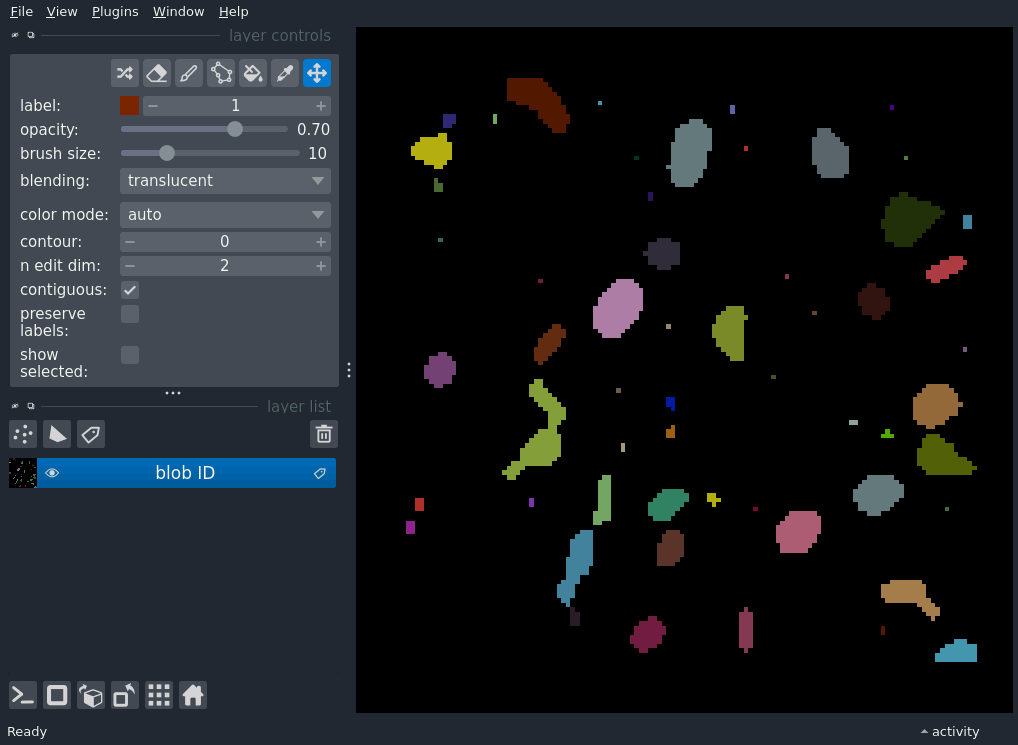 File View Plugins Window Help
layer controls
label: 1
opacity: 0.70
brush size: 10
blending: translucent
color mode: auto
contour: 0
n edit dim: 2
contiguous:
preserve
labels:
show
selected:
layer list
blob ID
Ready
activity